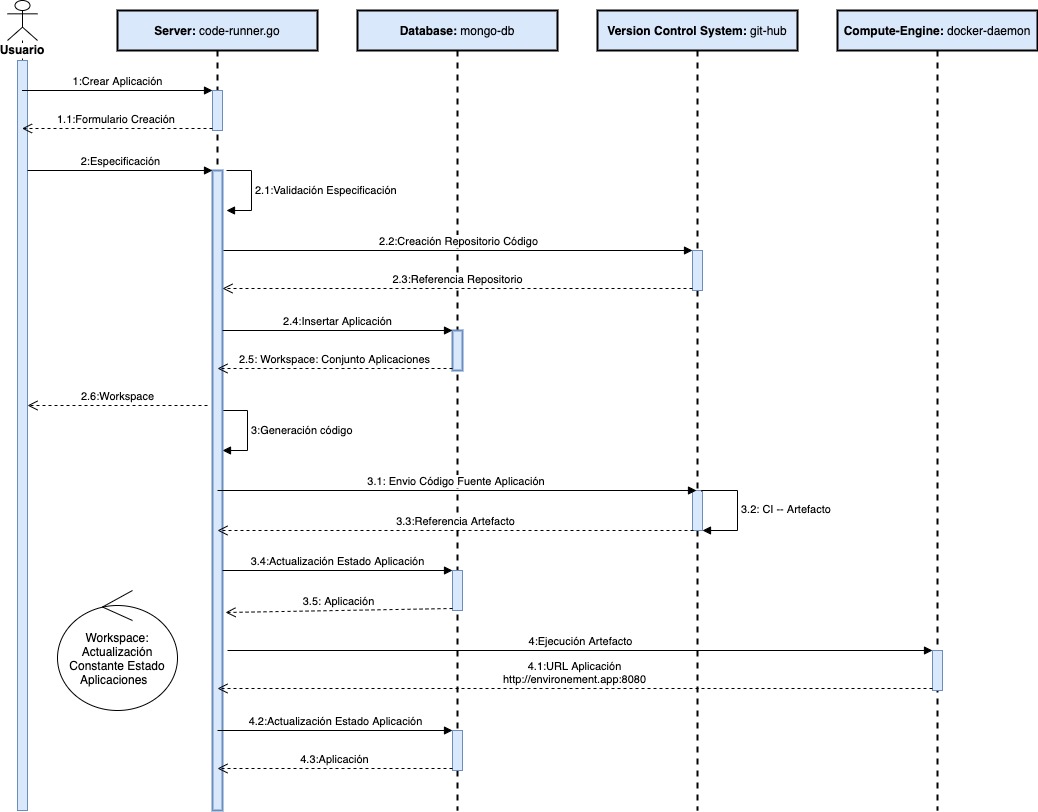 Usuario
Server: code-runner.go
Database: mongo-db
Version Control System: git-hub
Compute-Engine: docker-daemon
1:Crear Aplicación
1.1:Formulario Creación
2:Especificación
2.1:Validación Especificación
2.2:Creación Repositorio Código
2.3:Referencia Repositorio
2.4:Insertar Aplicación
2.5: Workspace: Conjunto Aplicaciones
2.6:Workspace
3:Generación código
3.1: Envio Código Fuente Aplicación
3.2: CI -- Artefacto
3.3:Referencia Artefacto
3.4:Actualización Estado Aplicación
3.5: Aplicación
Workspace:
Actualización
Constante Estado
Aplicaciones
4:Ejecución Artefacto
4.1:URL Aplicación
http://environement.app:8080
4.2:Actualización Estado Aplicación
4.3:Aplicación